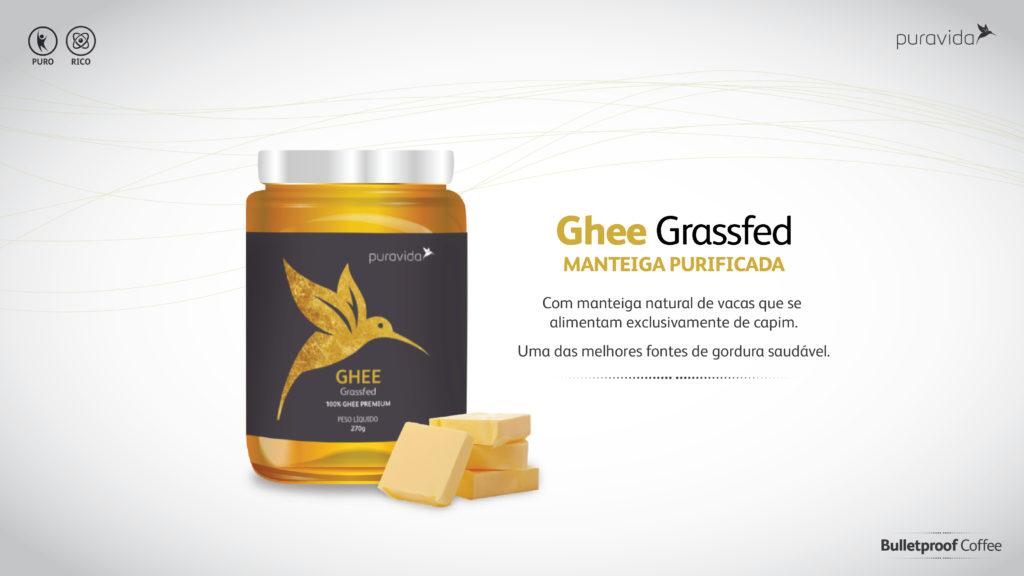 PURO RICO
puravida
puravida
GHEE
Grassfed
100% GHEE PREMIUM
PESO LÍQUIDO
270g
Ghee Grassfed
MANTEIGA PURIFICADA
Com manteiga natural de vacas que se
alimentam exclusivamente de capim.
Uma das melhores fontes de gordura saudável.
Bulletproof Coffee